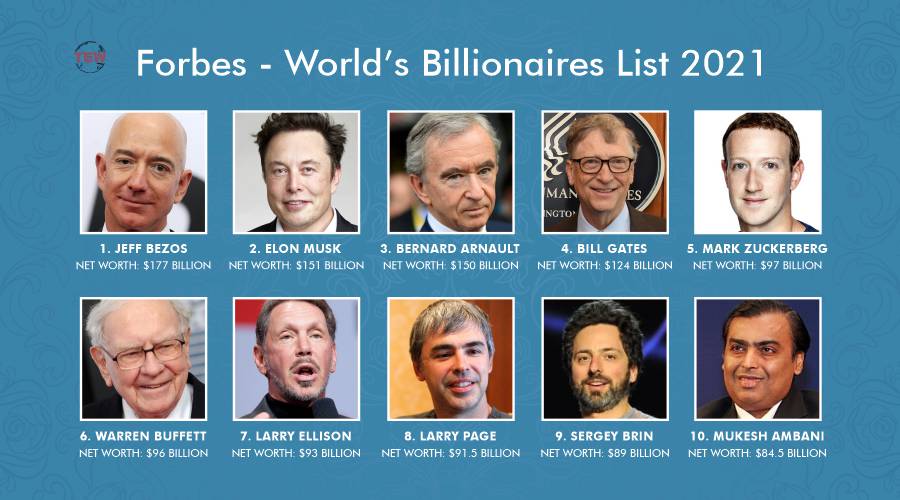 TEW
Forbes - World's Billionaires List 2021
MAN
ES
NGTO
1. JEFF BEZOS
2. ELON MUSK
3. BERNARD ARNAULT
4. BILL GATES
5. MARK ZUCKERBERG
NET WORTH: $177 BILLION
NET WORTH: $151 BILLION
NET WORTH: $150 BILLION
NET WORTH: $124 BILLION
NET WORTH: $97 BILLION
6. WARREN BUFFETT
7. LARRY ELLISON
8. LARRY PAGE
9. SERGEY BRIN
10. MUKESH AMBANI
NET WORTH: $96 BILLION
NET WORTH: $93 BILLION
NET WORTH: $91.5 BILLION
NET WORTH: $89 BILLION
NET WORTH: $84.5 BILLION